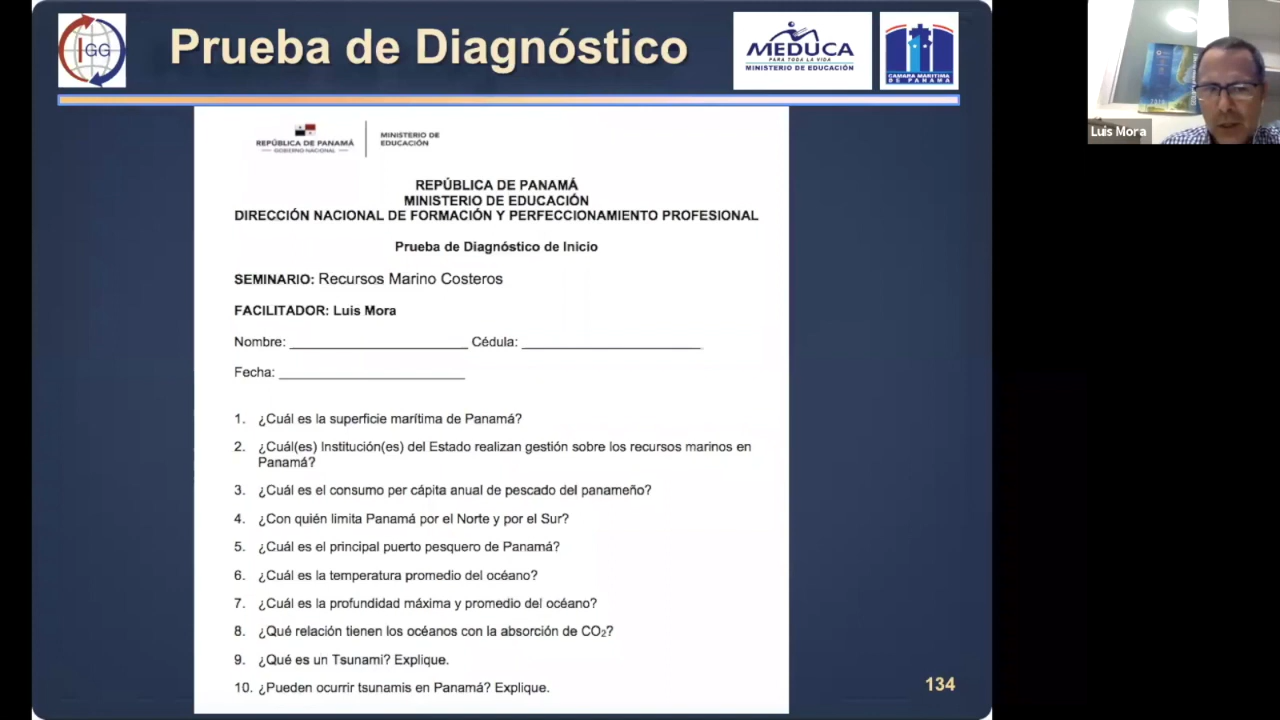 IGG
Prueba de Diagnóstico
MEDUCA
PARA TODA LA VIDA
MINISTERIO DE EDUCACIÓN
CAMARA MARITIMA
DE PANAMA
Luis Mora
REPÚBLICA DE PANAMÁ
— GOBIERNO NACIONAL —
MINISTERIO DE
EDUCACIÓN
REPÚBLICA DE PANAMÁ
MINISTERIO DE EDUCACIÓN
DIRECCIÓN NACIONAL DE FORMACIÓN Y PERFECCIONAMIENTO PROFESIONAL
Prueba de Diagnóstico de Inicio
SEMINARIO: Recursos Marino Costeros
FACILITADOR: Luis Mora
Nombre: ________________________ Cédula: ________________________
Fecha: _________________________
1. ¿Cuál es la superficie marítima de Panamá?
2. ¿Cuál(es) Institución(es) del Estado realizan gestión sobre los recursos marinos en
Panamá?
3. ¿Cuál es el consumo per cápita anual de pescado del panameño?
4. ¿Con quién limita Panamá por el Norte y por el Sur?
5. ¿Cuál es el principal puerto pesquero de Panamá?
6. ¿Cuál es la temperatura promedio del océano?
7. ¿Cuál es la profundidad máxima y promedio del océano?
8. ¿Qué relación tienen los océanos con la absorción de CO₂?
9. ¿Qué es un Tsunami? Explique.
10. ¿Pueden ocurrir tsunamis en Panamá? Explique.
134